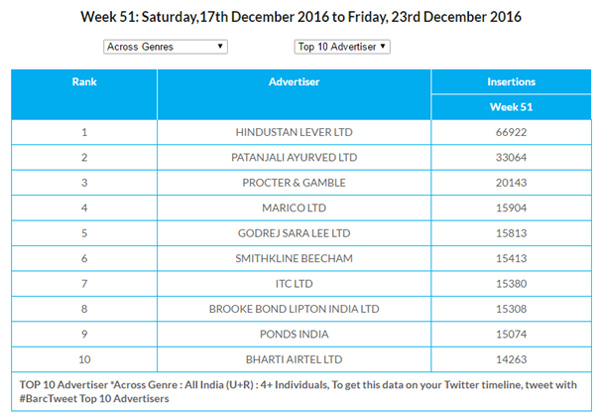 Week 51: Saturday,17th December 2016 to Friday, 23rd December 2016
Across Genres Top 10 Advertiser
Rank Advertiser Insertions
Week 51
1 HINDUSTAN LEVER LTD 66922
2 PATANJALI AYURVED LTD 33064
3 PROCTER & GAMBLE 20143
4 MARICO LTD 15904
5 GODREJ SARA LEE LTD 15813
6 SMITHKLINE BEECHAM 15413
7 ITC LTD 15380
8 BROOKE BOND LIPTON INDIA LTD 15308
9 PONDS INDIA 15074
10 BHARTI AIRTEL LTD 14263
TOP 10 Advertiser *Across Genre : All India (U+R) : 4+ Individuals, To get this data on your Twitter timeline, tweet with
#BarcTweet Top 10 Advertisers